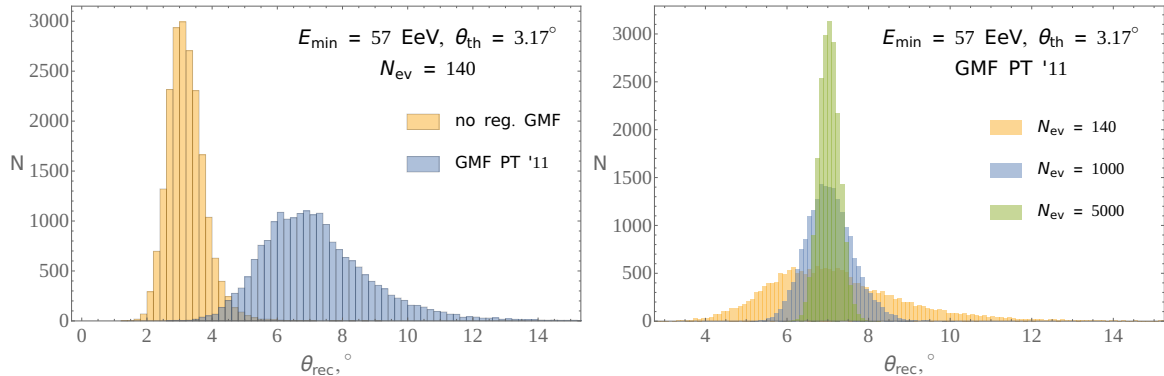 E_min = 57 EeV, θ_th = 3.17°
N_ev = 140
no reg. GMF
GMF PT '11
N
3000
2500
2000
1500
1000
500
0
0 2 4 6 8 10 12 14
θ_rec, °
E_min = 57 EeV, θ_th = 3.17°
GMF PT '11
N_ev = 140
N_ev = 1000
N_ev = 5000
N
3000
2500
2000
1500
1000
500
0
4 6 8 10 12 14
θ_rec, °